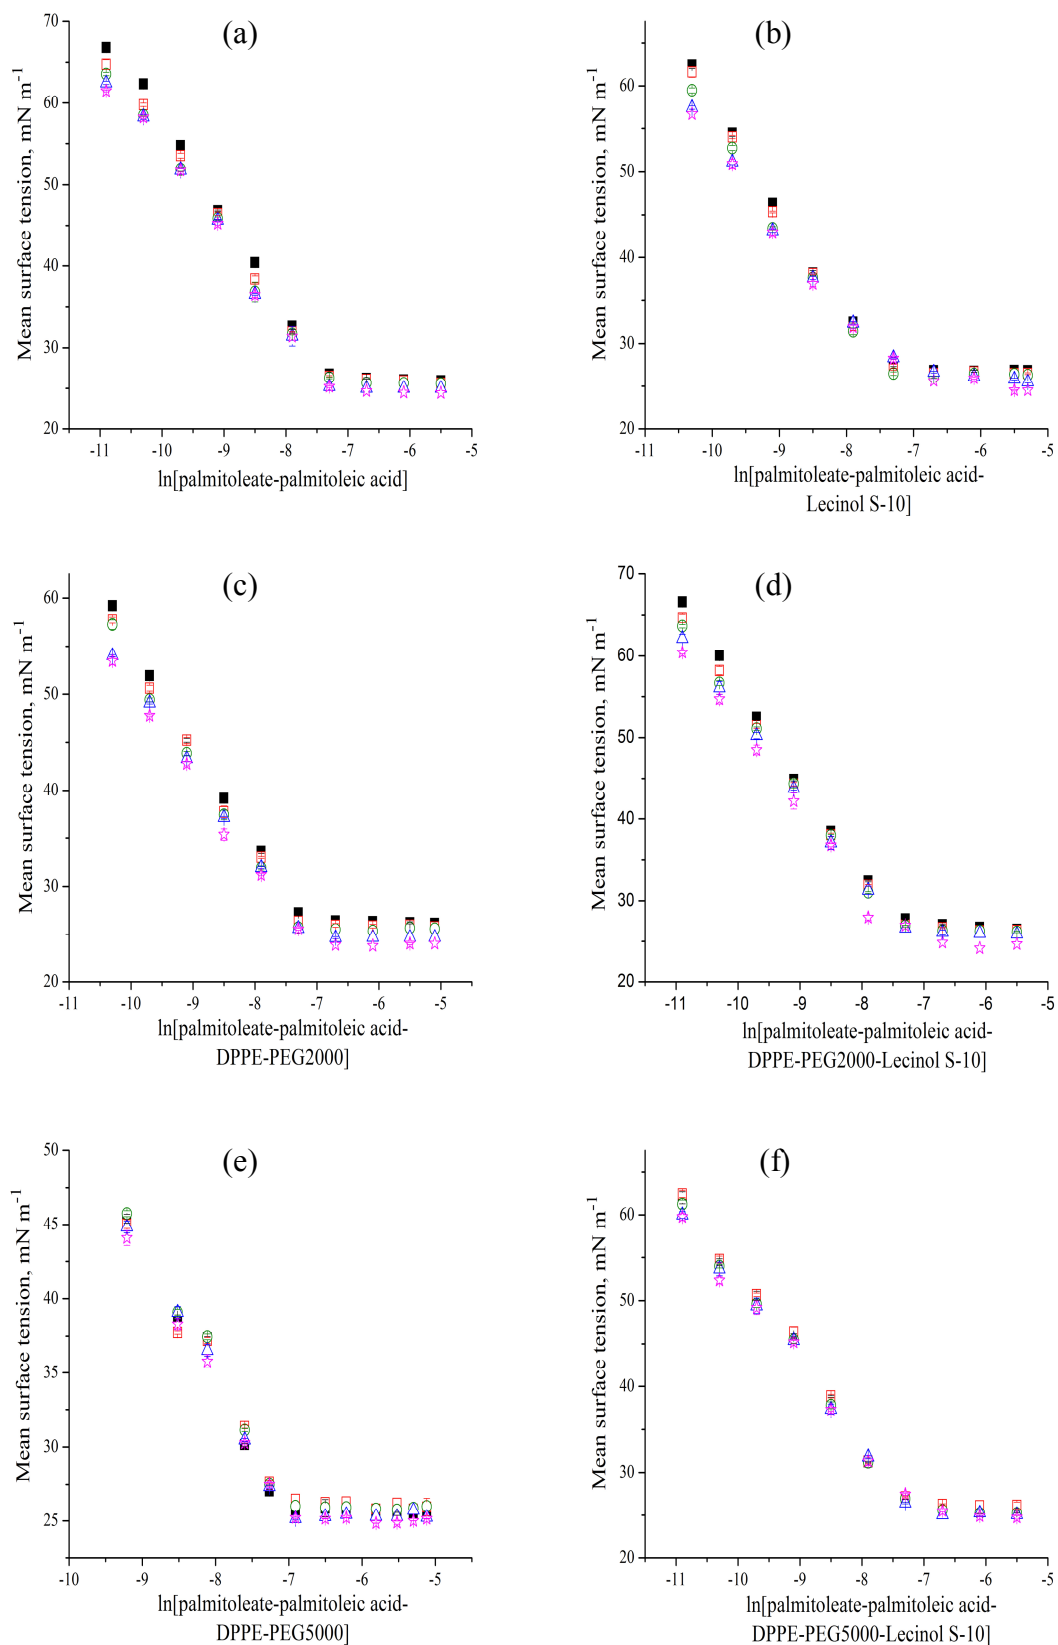 (a)
Mean surface tension, mN m⁻¹
70
60
50
40
30
20
-11 -10 -9 -8 -7 -6 -5
ln[palmitoleate-palmitoleic acid]
(b)
Mean surface tension, mN m⁻¹
60
50
40
30
20
-11 -10 -9 -8 -7 -6 -5
ln[palmitoleate-palmitoleic acid-
Lecinol S-10]
(c)
Mean surface tension, mN m⁻¹
60
50
40
30
20
-11 -10 -9 -8 -7 -6 -5
ln[palmitoleate-palmitoleic acid-
DPPE-PEG2000]
(d)
Mean surface tension, mN m⁻¹
70
60
50
40
30
20
-11 -10 -9 -8 -7 -6 -5
ln[palmitoleate-palmitoleic acid-
DPPE-PEG2000-Lecinol S-10]
(e)
Mean surface tension, mN m⁻¹
50
45
40
35
30
25
-10 -9 -8 -7 -6 -5
ln[palmitoleate-palmitoleic acid-
DPPE-PEG5000]
(f)
Mean surface tension, mN m⁻¹
60
50
40
30
20
-11 -10 -9 -8 -7 -6 -5
ln[palmitoleate-palmitoleic acid-
DPPE-PEG5000-Lecinol S-10]